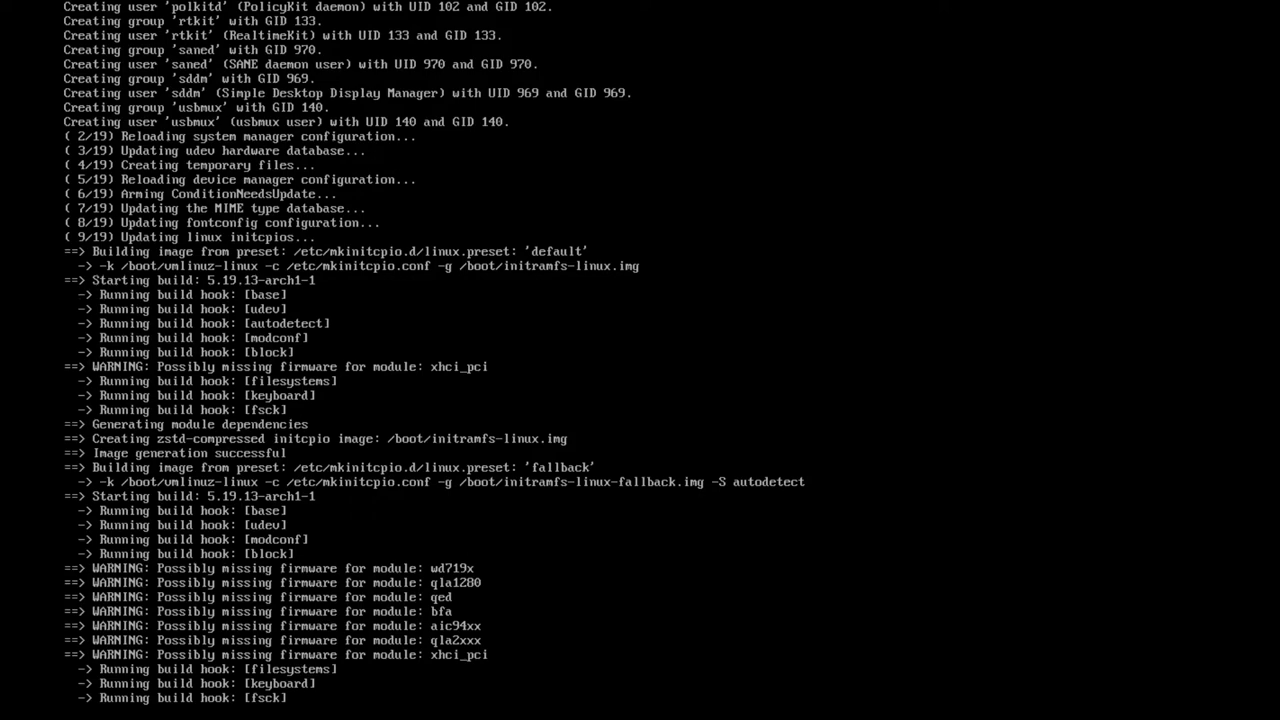 Creating user 'polkitd' (PolicyKit daemon) with UID 102 and GID 102.
Creating group 'rtkit' with GID 133.
Creating user 'rtkit' (RealtimeKit) with UID 133 and GID 133.
Creating group 'saned' with GID 970.
Creating user 'saned' (SANE daemon user) with UID 970 and GID 970.
Creating group 'sddm' with GID 969.
Creating user 'sddm' (Simple Desktop Display Manager) with UID 969 and GID 969.
Creating group 'usbmux' with GID 140.
Creating user 'usbmux' (usbmux user) with UID 140 and GID 140.
( 2/19) Reloading system manager configuration...
( 3/19) Updating udev hardware database...
( 4/19) Creating temporary files...
( 5/19) Reloading device manager configuration...
( 6/19) Arming ConditionNeedsUpdate...
( 7/19) Updating the MIME type database...
( 8/19) Updating fontconfig configuration...
( 9/19) Updating linux initcpios...
==> Building image from preset: /etc/mkinitcpio.d/linux.preset: 'default'
  -> -k /boot/vmlinuz-linux -c /etc/mkinitcpio.conf -g /boot/initramfs-linux.img
==> Starting build: 5.19.13-arch1-1
  -> Running build hook: [base]
  -> Running build hook: [udev]
  -> Running build hook: [autodetect]
  -> Running build hook: [modconf]
  -> Running build hook: [block]
==> WARNING: Possibly missing firmware for module: xhci_pci
  -> Running build hook: [filesystems]
  -> Running build hook: [keyboard]
  -> Running build hook: [fsck]
==> Generating module dependencies
==> Creating zstd-compressed initcpio image: /boot/initramfs-linux.img
==> Image generation successful
==> Building image from preset: /etc/mkinitcpio.d/linux.preset: 'fallback'
  -> -k /boot/vmlinuz-linux -c /etc/mkinitcpio.conf -g /boot/initramfs-linux-fallback.img -S autodetect
==> Starting build: 5.19.13-arch1-1
  -> Running build hook: [base]
  -> Running build hook: [udev]
  -> Running build hook: [modconf]
  -> Running build hook: [block]
==> WARNING: Possibly missing firmware for module: wd719x
==> WARNING: Possibly missing firmware for module: qla1280
==> WARNING: Possibly missing firmware for module: qed
==> WARNING: Possibly missing firmware for module: bfa
==> WARNING: Possibly missing firmware for module: aic94xx
==> WARNING: Possibly missing firmware for module: qla2xxx
==> WARNING: Possibly missing firmware for module: xhci_pci
  -> Running build hook: [filesystems]
  -> Running build hook: [keyboard]
  -> Running build hook: [fsck]